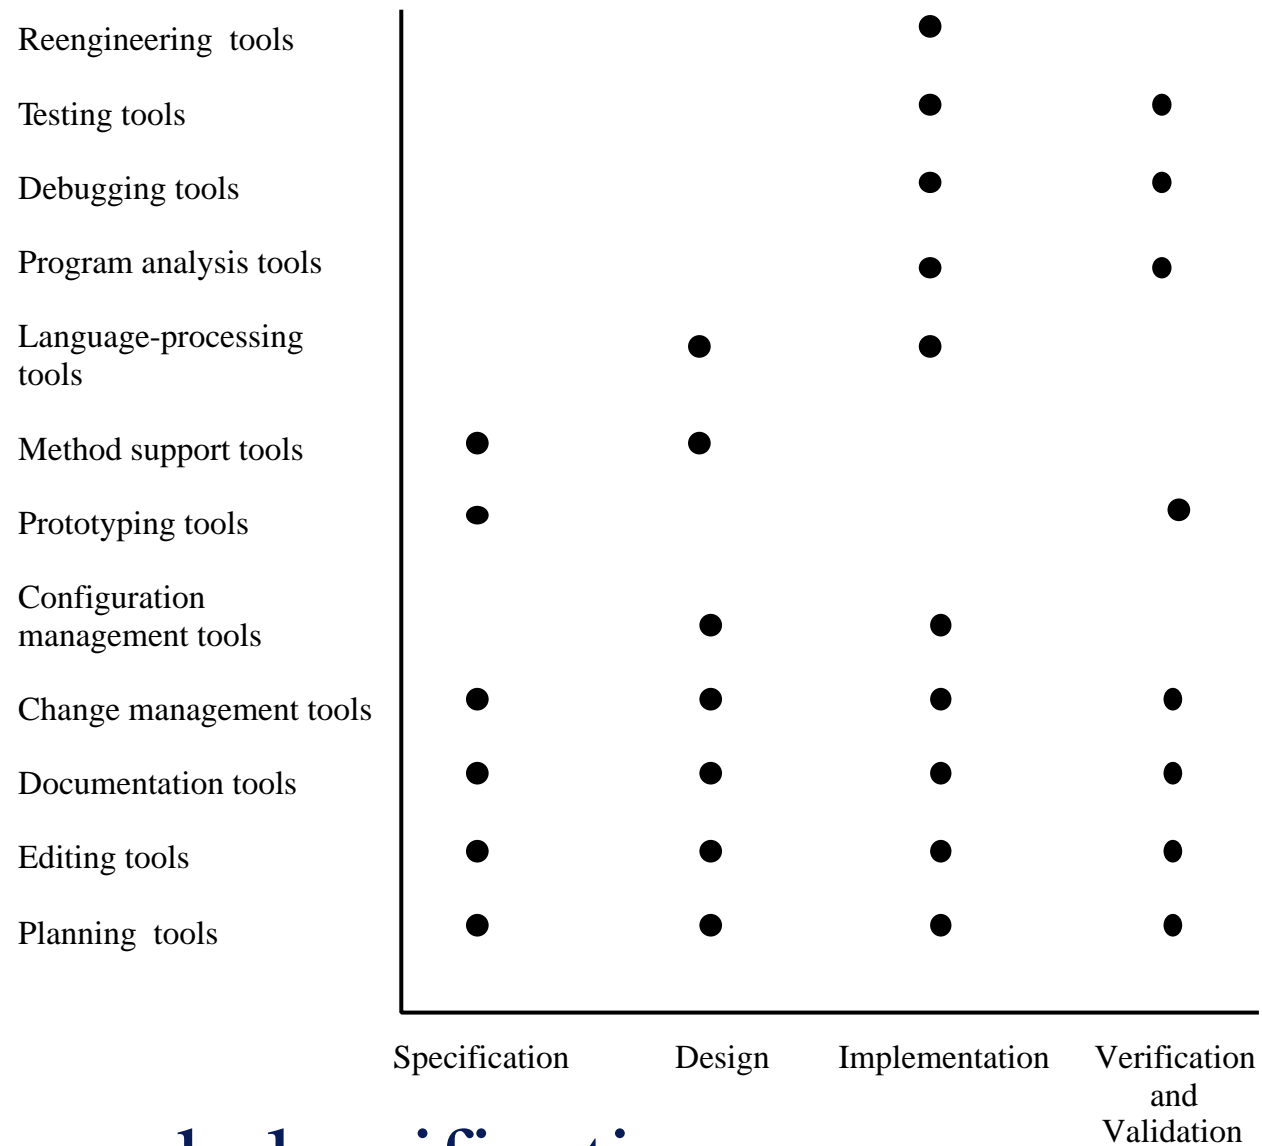 Reengineering tools
Testing tools
Debugging tools
Program analysis tools
Language-processing
tools
Method support tools
Prototyping tools
Configuration
management tools
Change management tools
Documentation tools
Editing tools
Planning tools
Specification
Design
Implementation
Verification
and
Validation